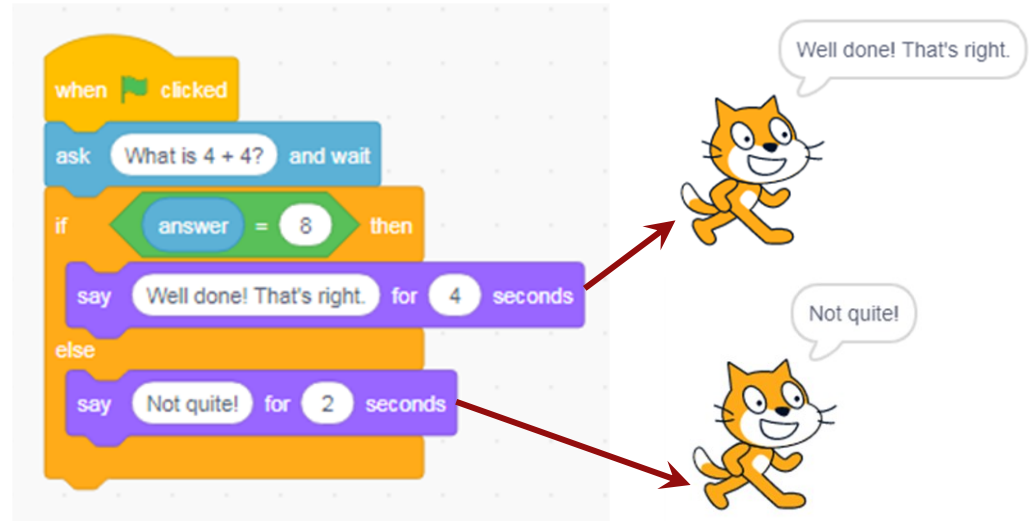 when clicked
ask What is 4 + 4? and wait
if answer = 8 then
say Well done! That's right. for 4 seconds
else
say Not quite! for 2 seconds
Well done! That's right.
Not quite!